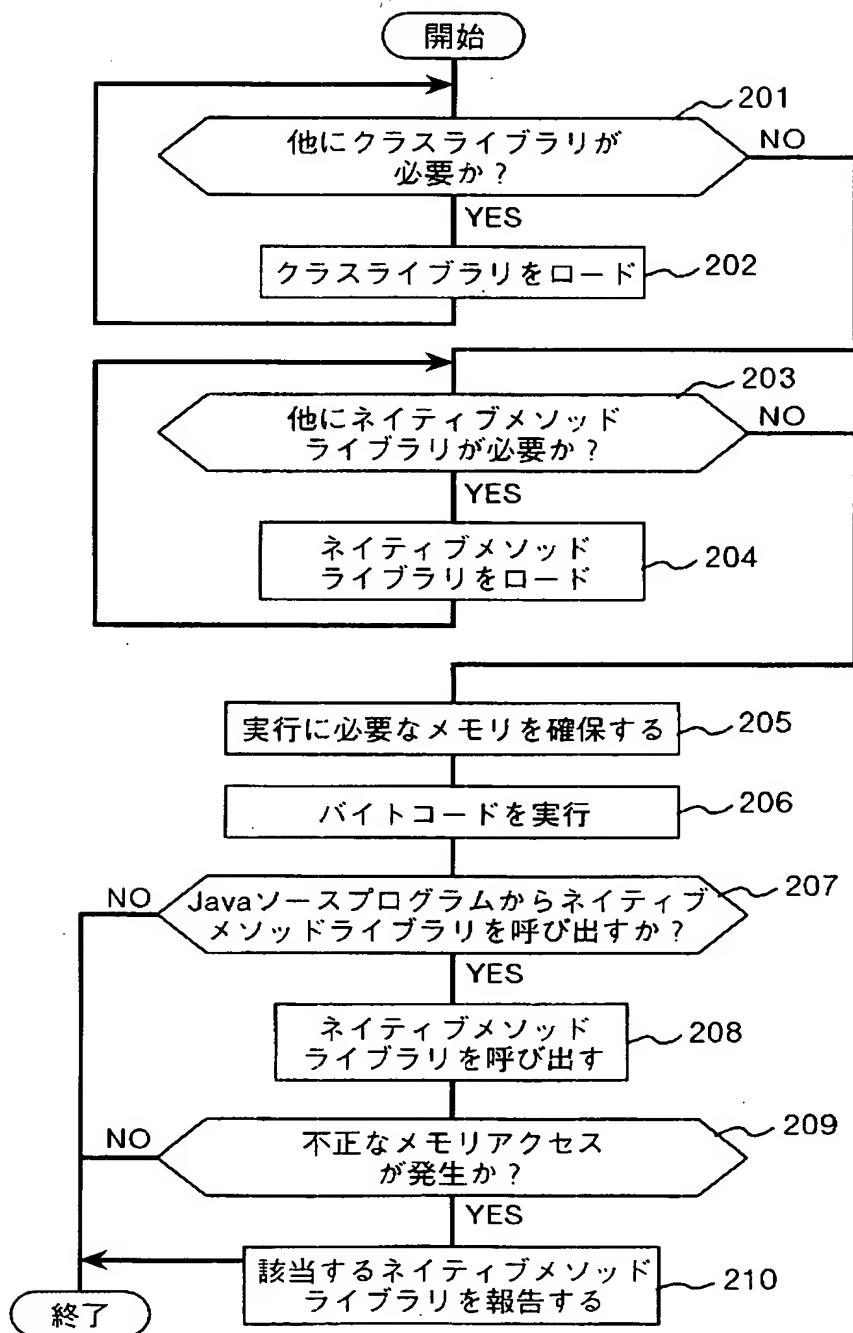 開始
201
他にクラスライブラリが
必要か?
NO
YES
クラスライブラリをロード
202
203
他にネイティブメソッド
ライブラリが必要か?
NO
YES
ネイティブメソッド
ライブラリをロード
204
実行に必要なメモリを確保する
205
バイトコードを実行
206
207
NO
Javaソースプログラムからネイティブ
メソッドライブラリを呼び出すか?
YES
ネイティブメソッド
ライブラリを呼び出す
208
209
NO
不正なメモリアクセス
が発生か?
YES
該当するネイティブメソッド
ライブラリを報告する
210
終了